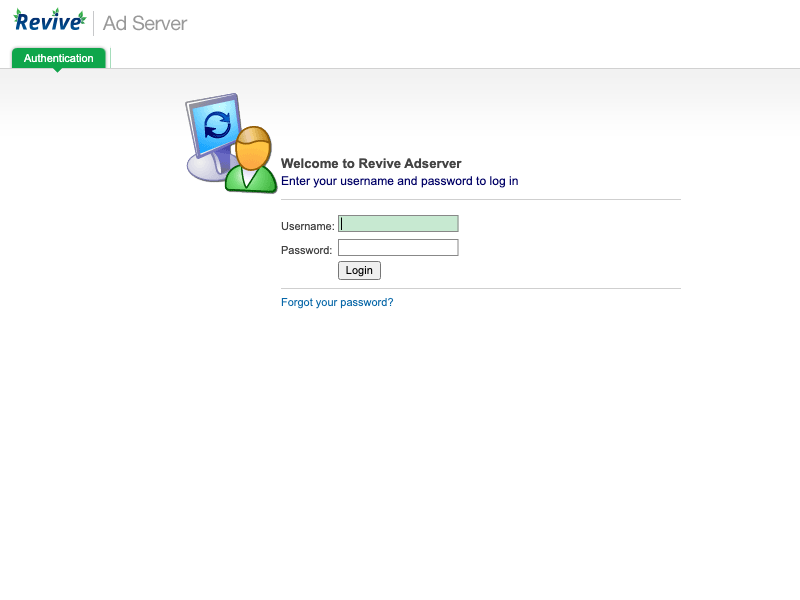 Revive Ad Server
Authentication
Welcome to Revive Adserver
Enter your username and password to log in
Username:
Password:
Login
Forgot your password?